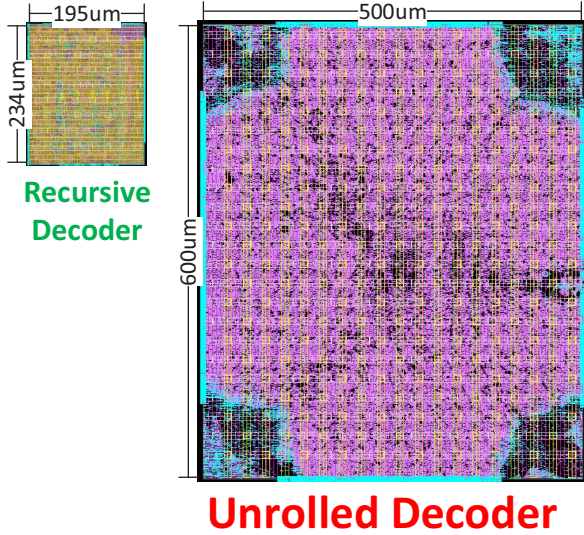 195um
234um
Recursive
Decoder
500um
600um
Unrolled Decoder